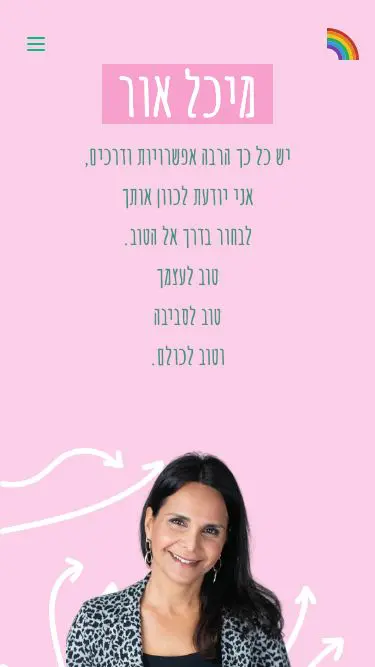 מיכל אור
יש כל כך הרבה אפשרויות ודרכים,
אני יודעת לכוון אותך
לבחור בדרך אל הטוב.
טוב לעצמך
טוב לסביבה
וטוב לכולם.